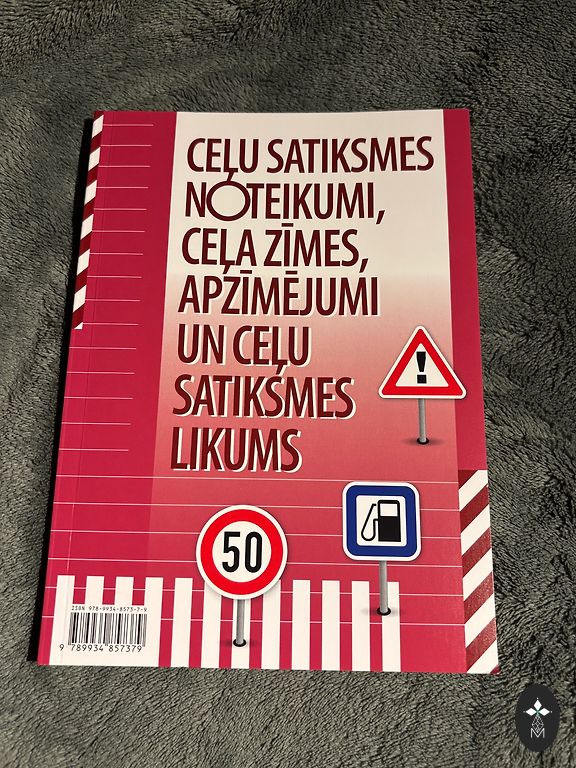 CEĻU SATIKSMES
NOTEIKUMI,
CEĻA ZĪMES,
APZĪMĒJUMI
UN CEĻU
SATIKSMES
LIKUMS
!
50
ISBN 978-9934-8573-7-9
9 789934 857379
M